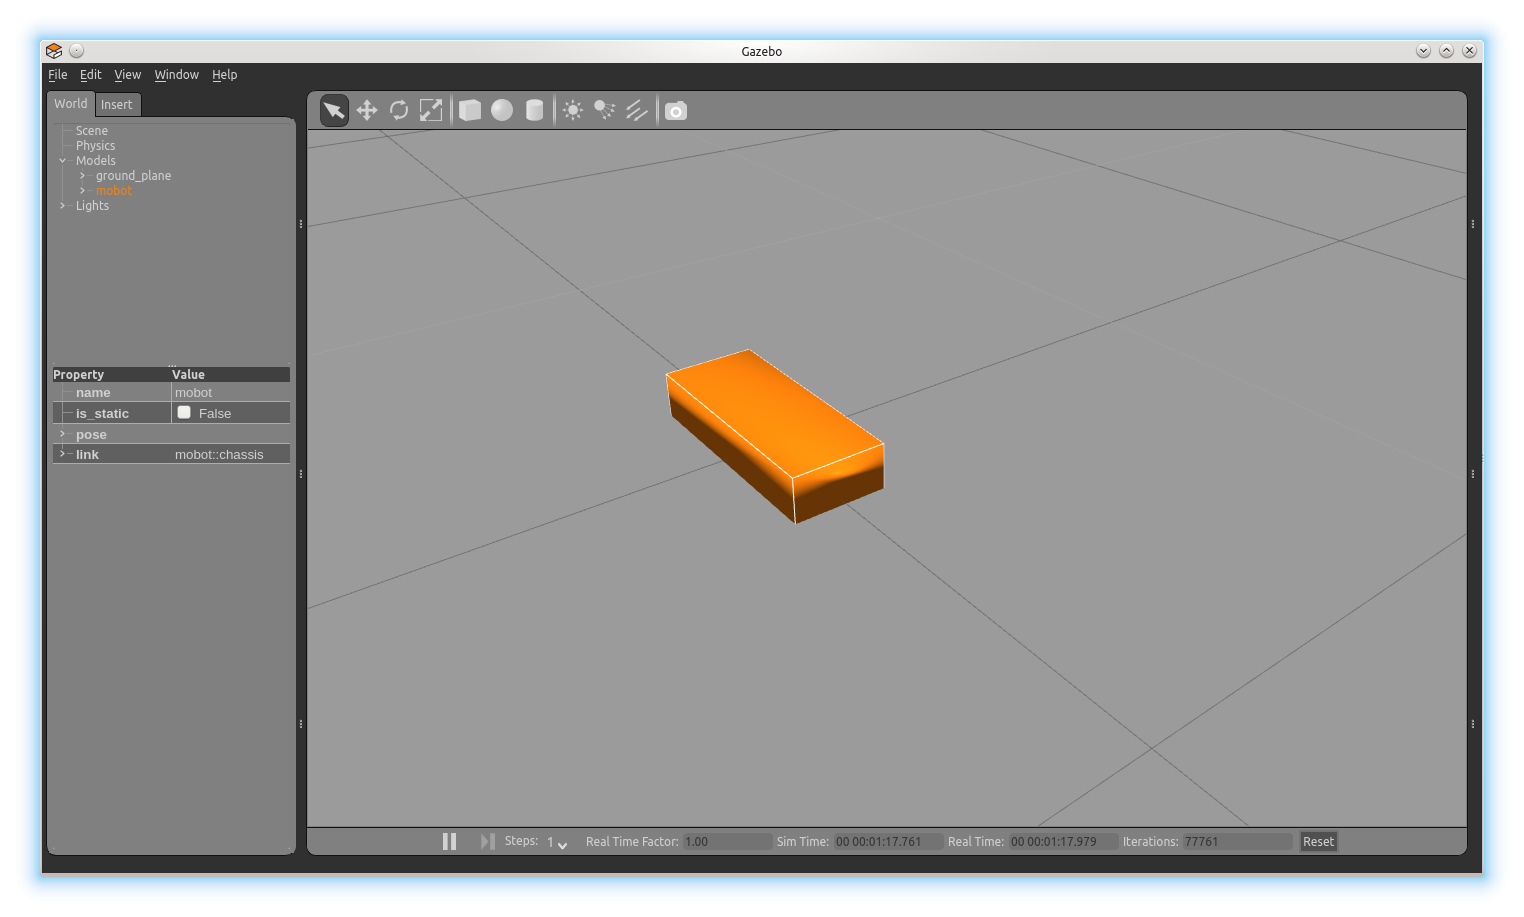 Gazebo
File Edit View Window Help
World Insert
Scene
Physics
Models
ground_plane
mobot
Lights
Property Value
name mobot
is_static False
pose
link mobot::chassis
Steps: 1 Real Time Factor: 1.00 Sim Time: 00 00:01:17.761 Real Time: 00 00:01:17.979 Iterations: 77761 Reset